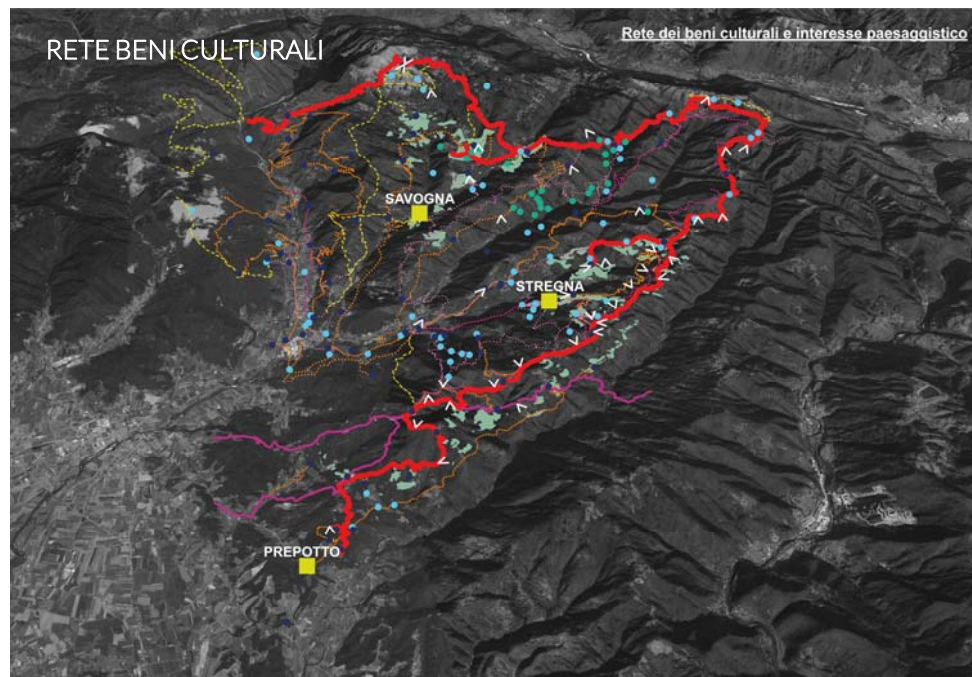 RETE BENI CULTURALI
Rete dei beni culturali e interesse paesaggistico
SAVOGNA
STREGNA
PREPOTTO